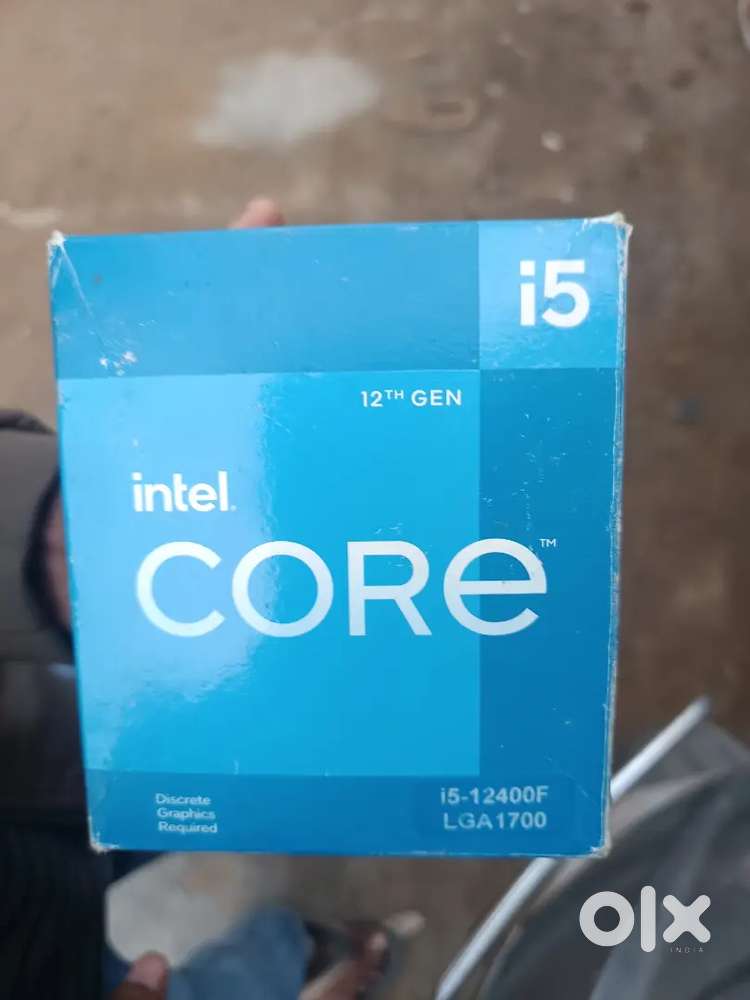 i5
12TH GEN
intel.
CORe™
Discrete
Graphics
Required
i5-12400F
LGA1700
olx
INDIA